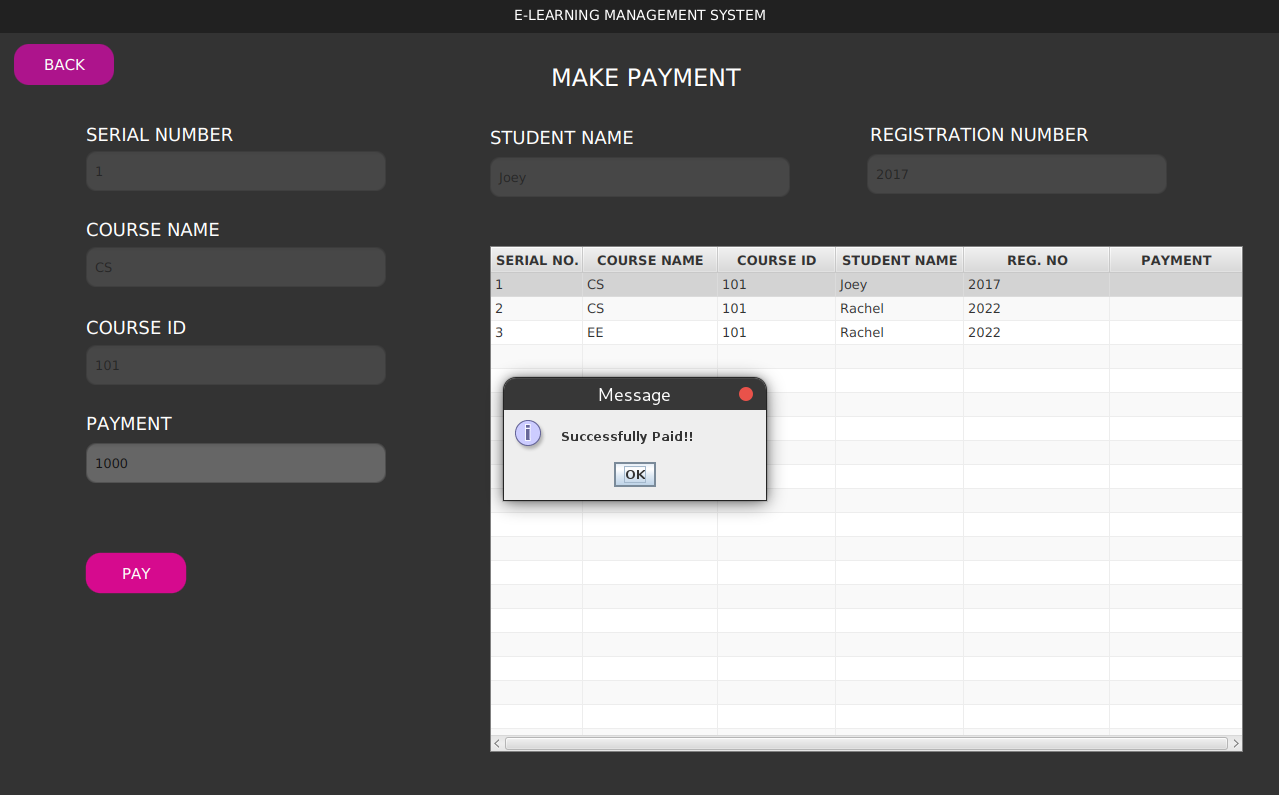 E-LEARNING MANAGEMENT SYSTEM
BACK
MAKE PAYMENT
SERIAL NUMBER
1
STUDENT NAME
Joey
REGISTRATION NUMBER
2017
COURSE NAME
CS
COURSE ID
101
PAYMENT
1000
PAY
SERIAL NO. COURSE NAME COURSE ID STUDENT NAME REG. NO PAYMENT
1 CS 101 Joey 2017
2 CS 101 Rachel 2022
3 EE 101 Rachel 2022
Message
i Successfully Paid!!
OK